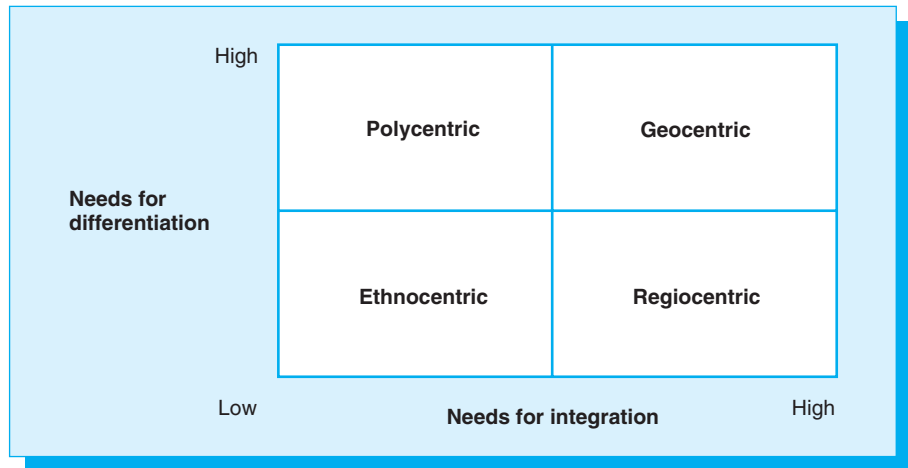 High
Polycentric
Geocentric
Needs for
differentiation
Ethnocentric
Regiocentric
Low
Needs for integration
High